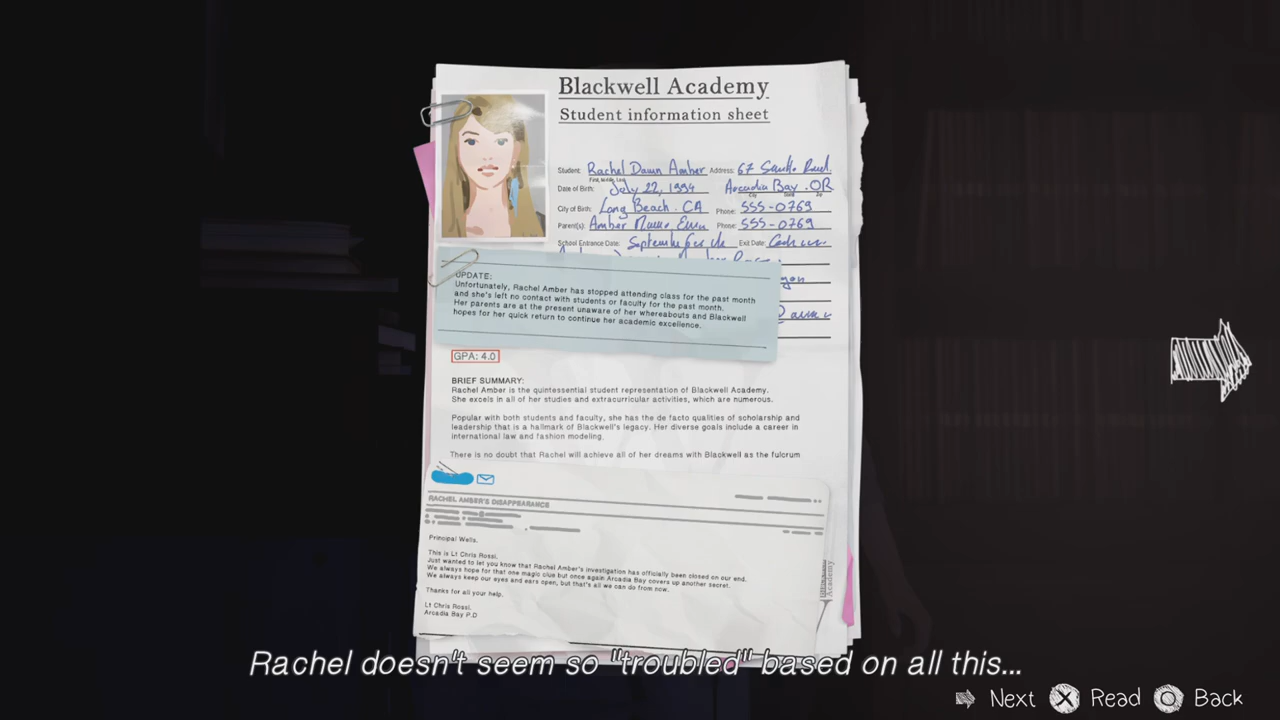 Blackwell Academy
Student information sheet
Student: Rachel Dawn Amber Address: 67
Date of Birth: July 22, 1994 Arcadia Bay. OR
City of Birth: Long Beach. CA Phone: 555-0769
Parent(s): Amber Phone: 555-0769
School Entrance Date: September Exit Date:
UPDATE:
Unfortunately, Rachel Amber has stopped attending class for the past month
and she's left no contact with students or faculty for the past month.
Her parents are at the present unaware of her whereabouts and Blackwell
hopes for her quick return to continue her academic excellence.
GPA: 4.0
BRIEF SUMMARY:
Rachel Amber is the quintessential student representation of Blackwell Academy.
She excels in all of her studies and extracurricular activities, which are numerous.
Popular with both students and faculty, she has the de facto qualities of scholarship and
leadership that is a hallmark of Blackwell's legacy. Her diverse goals include a career in
international law and fashion modeling.
There is no doubt that Rachel will achieve all of her dreams with Blackwell as the fulcrum
RACHEL AMBER'S DISAPPEARANCE
Principal Wells.
This is Lt Chris Rossi.
Just wanted to let you know that Rachel Amber's investigation has officially been closed on our end.
We always hope for that one magic clue but once again Arcadia Bay covers up another secret.
We always keep our eyes and ears open, but that's all we can do from now.
Thanks for all your help.
Lt Chris Rossi.
Arcadia Bay P.D
Academy
Rachel doesn't seem so "troubled" based on all this...
Next Read Back